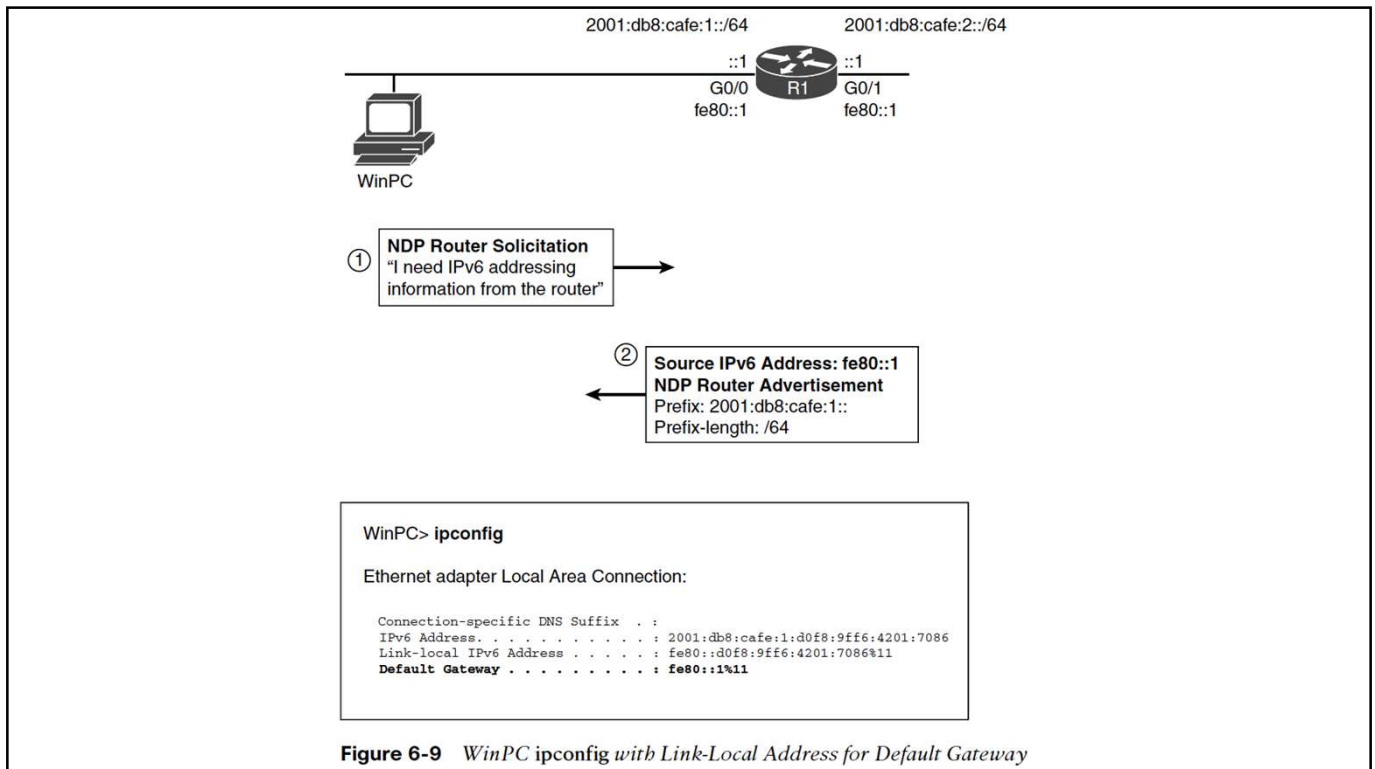 2001:db8:cafe:1::/64
2001:db8:cafe:2::/64
::1
::1
G0/0
R1
G0/1
fe80::1
fe80::1
WinPC
① NDP Router Solicitation
“I need IPv6 addressing
information from the router”
② Source IPv6 Address: fe80::1
NDP Router Advertisement
Prefix: 2001:db8:cafe:1::
Prefix-length: /64
WinPC> ipconfig
Ethernet adapter Local Area Connection:
Connection-specific DNS Suffix . :
IPv6 Address. . . . . . . . . . . : 2001:db8:cafe:1:d0f8:9ff6:4201:7086
Link-local IPv6 Address . . . . . : fe80::d0f8:9ff6:4201:7086%11
Default Gateway . . . . . . . . . : fe80::1%11
Figure 6-9 WinPC ipconfig with Link-Local Address for Default Gateway